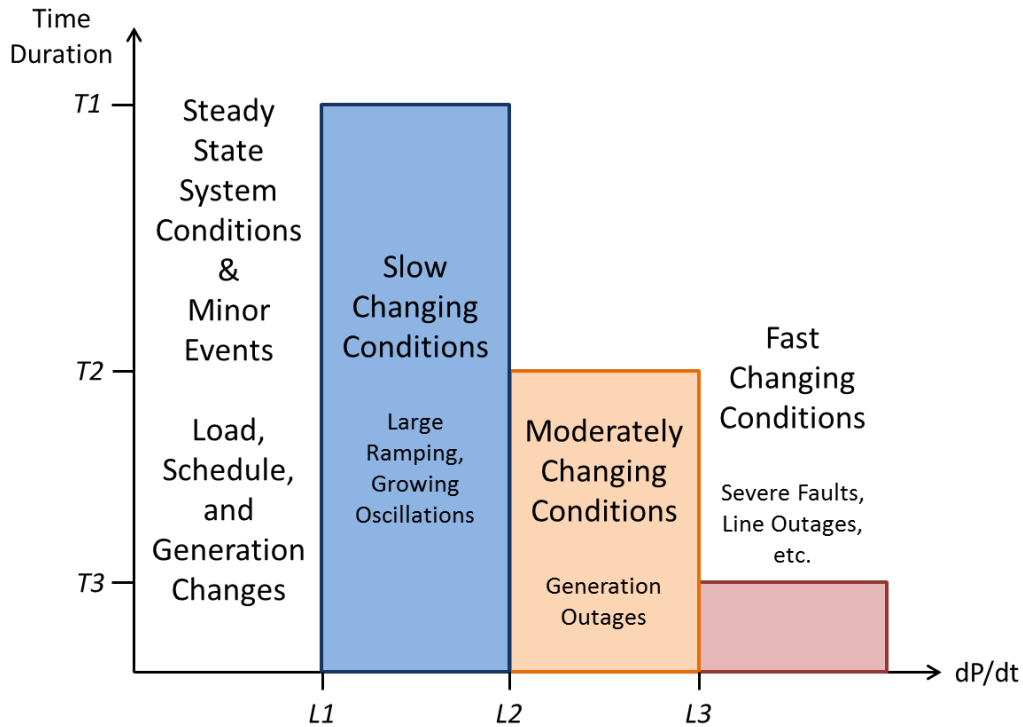 Time
Duration
T1
Steady
State
System
Conditions
&
Minor
Events
Load,
Schedule,
and
Generation
Changes
Slow
Changing
Conditions
Large
Ramping,
Growing
Oscillations
T2
Moderately
Changing
Conditions
Generation
Outages
Fast
Changing
Conditions
Severe Faults,
Line Outages,
etc.
T3
dP/dt
L1
L2
L3